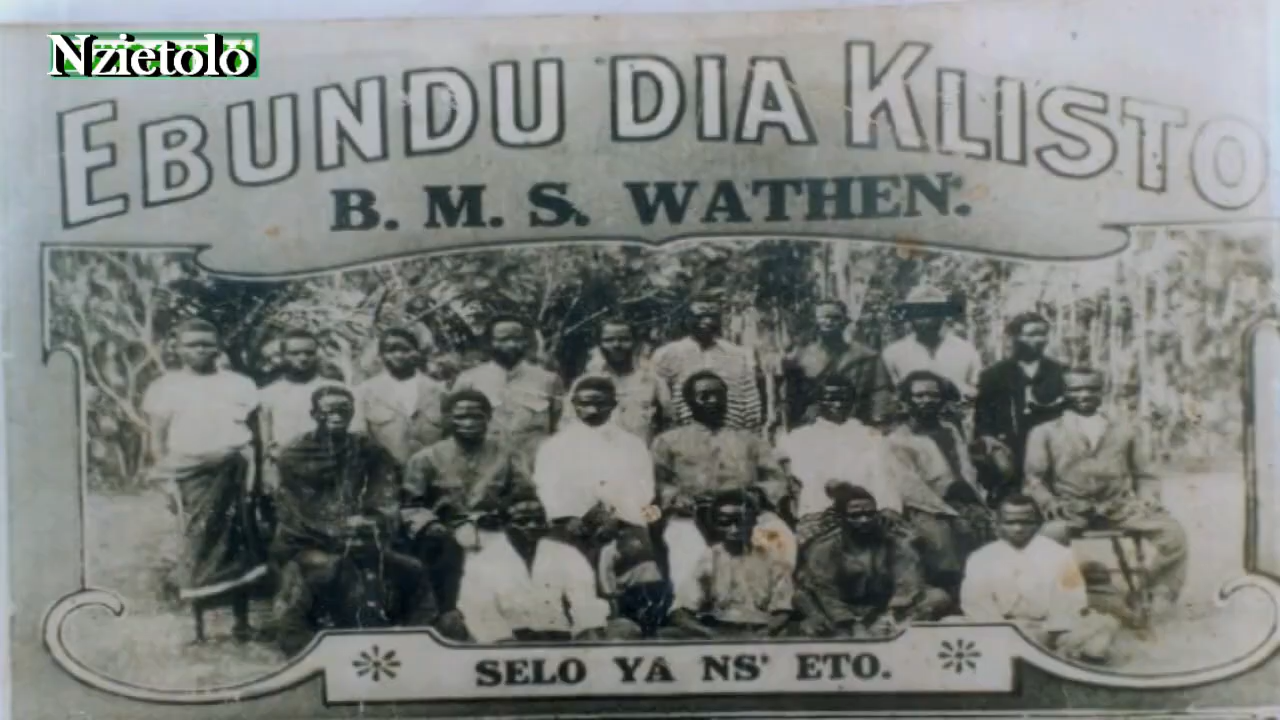 Nzietolo
EBUNDU DIA KLISTO
B. M. S. WATHEN.
SELO YA NS' ETO.